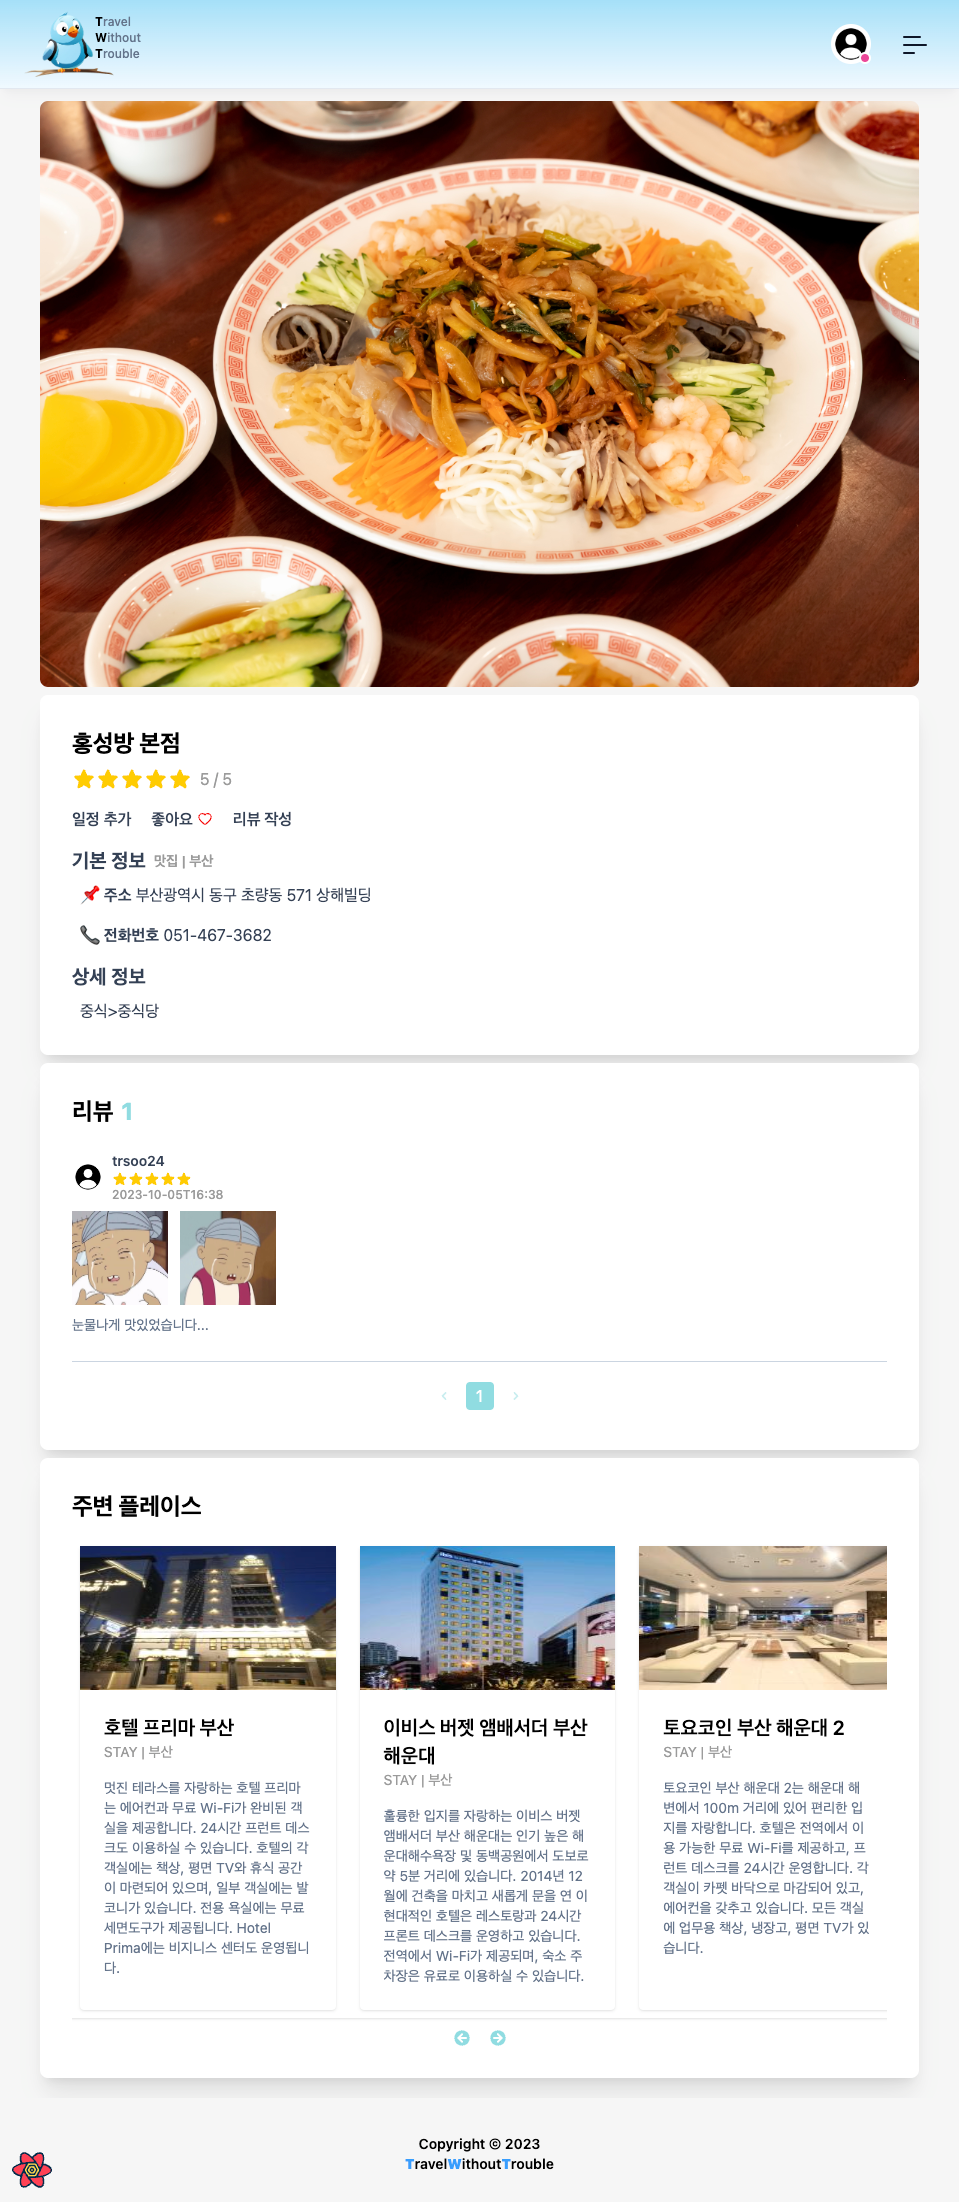 Travel
Without
Trouble
홍성방 본점
5 / 5
일정 추가 좋아요 리뷰 작성
기본 정보 맛집 | 부산
📌 주소 부산광역시 동구 초량동 571 상해빌딩
📞 전화번호 051-467-3682
상세 정보
중식>중식당
리뷰 1
trsoo24
2023-10-05T16:38
눈물나게 맛있었습니다...
‹ 1 ›
주변 플레이스
호텔 프리마 부산
STAY | 부산
멋진 테라스를 자랑하는 호텔 프리마
는 에어컨과 무료 Wi-Fi가 완비된 객
실을 제공합니다. 24시간 프런트 데스
크도 이용하실 수 있습니다. 호텔의 각
객실에는 책상, 평면 TV와 휴식 공간
이 마련되어 있으며, 일부 객실에는 발
코니가 있습니다. 전용 욕실에는 무료
세면도구가 제공됩니다. Hotel
Prima에는 비지니스 센터도 운영됩니
다.
이비스 버젯 앰배서더 부산
해운대
STAY | 부산
훌륭한 입지를 자랑하는 이비스 버젯
앰배서더 부산 해운대는 인기 높은 해
운대해수욕장 및 동백공원에서 도보로
약 5분 거리에 있습니다. 2014년 12
월에 건축을 마치고 새롭게 문을 연 이
현대적인 호텔은 레스토랑과 24시간
프론트 데스크를 운영하고 있습니다.
전역에서 Wi-Fi가 제공되며, 숙소 주
차장은 유료로 이용하실 수 있습니다.
토요코인 부산 해운대 2
STAY | 부산
토요코인 부산 해운대 2는 해운대 해
변에서 100m 거리에 있어 편리한 입
지를 자랑합니다. 호텔은 전역에서 이
용 가능한 무료 Wi-Fi를 제공하고, 프
런트 데스크를 24시간 운영합니다. 각
객실이 카펫 바닥으로 마감되어 있고,
에어컨을 갖추고 있습니다. 모든 객실
에 업무용 책상, 냉장고, 평면 TV가 있
습니다.
Copyright ⓒ 2023
TravelWithoutTrouble